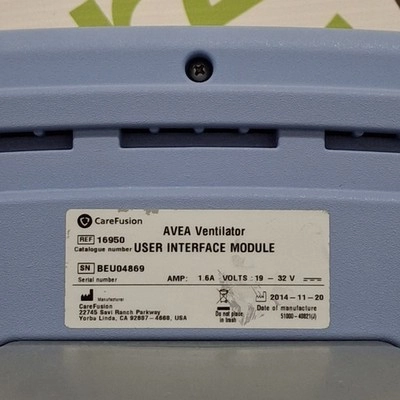 CareFusion
AVEA Ventilator
REF 16950
Catalogue number USER INTERFACE MODULE
SN BEU04869
Serial number
AMP: 1.6A VOLTS: 19 - 32 V
Manufacturer
CareFusion
22745 Savi Ranch Parkway
Yorba Linda, CA 92887-4668, USA
Do not place
in trash
2014-11-20
Date of manufacture